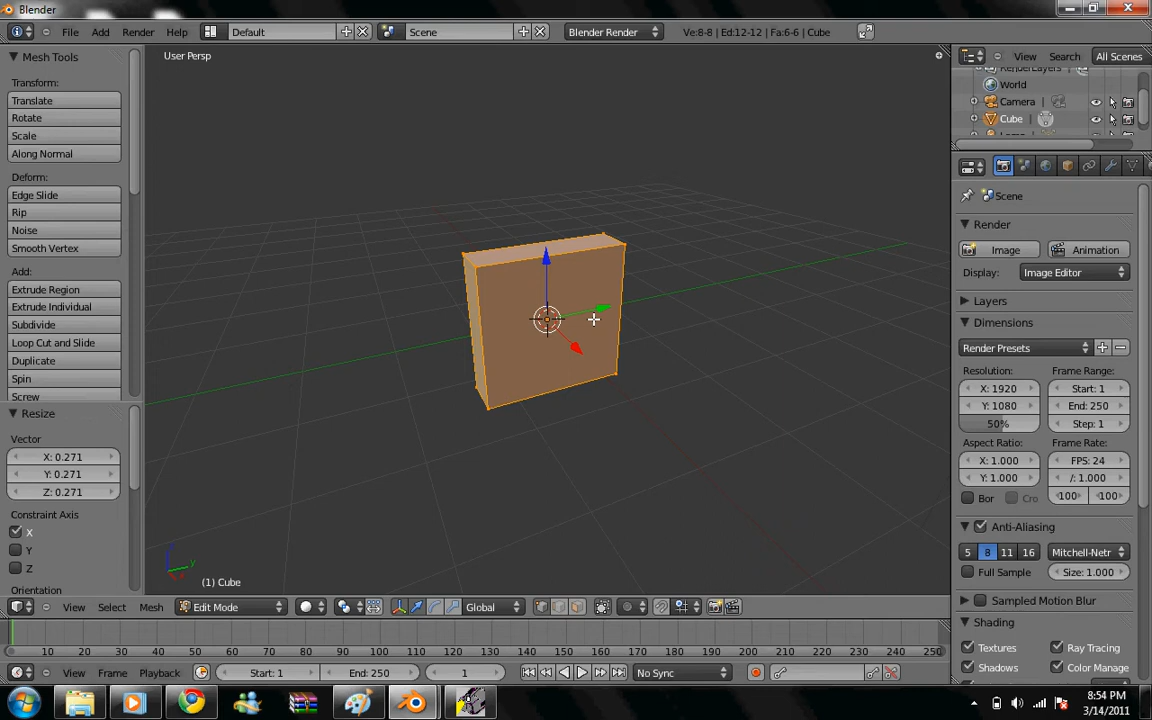 Blender
File Add Render Help Default Scene Blender Render Ve:8-8 | Ed:12-12 | Fa:6-6 | Cube
Mesh Tools
User Persp
View Search All Scenes
RenderLayers
World
Camera
Cube
Transform:
Translate
Rotate
Scale
Along Normal
Deform:
Edge Slide
Rip
Noise
Smooth Vertex
Add:
Extrude Region
Extrude Individual
Subdivide
Loop Cut and Slide
Duplicate
Spin
Screw
Resize
Vector
X: 0.271
Y: 0.271
Z: 0.271
Constraint Axis
X
Y
Z
Orientation
z
y
(1) Cube
Scene
Render
Image Animation
Display: Image Editor
Layers
Dimensions
Render Presets
Resolution: Frame Range:
X: 1920 Start: 1
Y: 1080 End: 250
50% Step: 1
Aspect Ratio: Frame Rate:
X: 1.000 FPS: 24
Y: 1.000 /: 1.000
Bor Cro 100 100
Anti-Aliasing
5 8 11 16 Mitchell-Netr
Full Sample Size: 1.000
Sampled Motion Blur
Shading
Textures Ray Tracing
Shadows Color Manage
View Select Mesh Edit Mode Global
10 20 30 40 50 60 70 80 90 100 110 120 130 140 150 160 170 180 190 200 210 220 230 240 250
View Frame Playback Start: 1 End: 250 1 No Sync
8:54 PM
3/14/2011